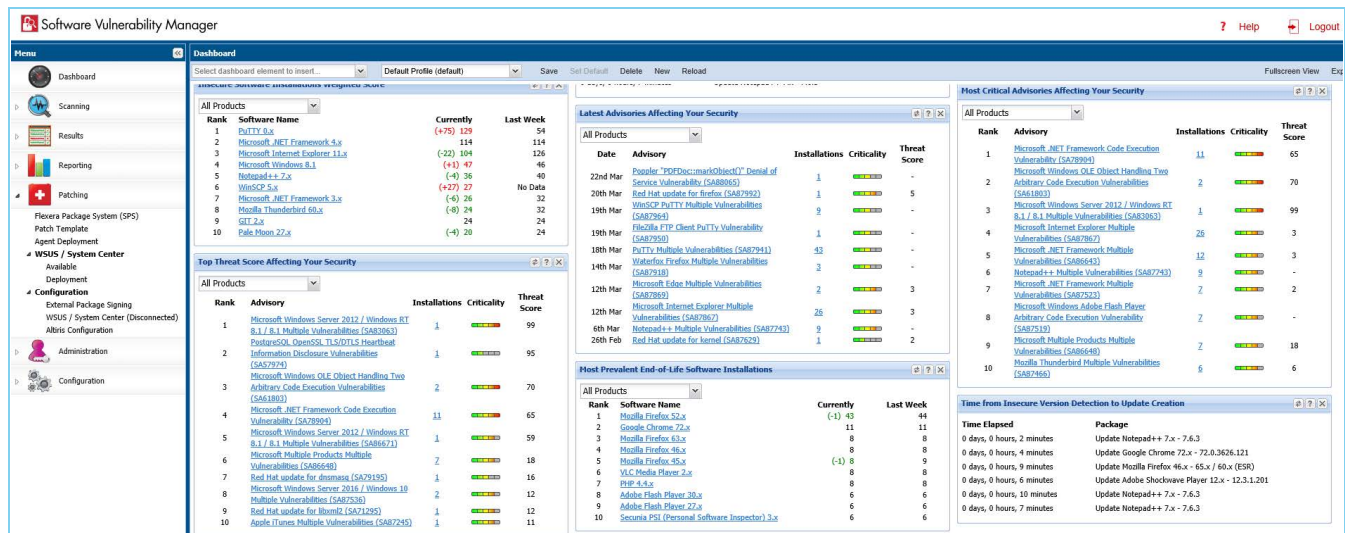 Software Vulnerability Manager
? Help
Logout
Menu
Dashboard
Scanning
Results
Reporting
Patching
Flexera Package System (SPS)
Patch Template
Agent Deployment
WSUS / System Center
Available
Deployment
Configuration
External Package Signing
WSUS / System Center (Disconnected)
Altiris Configuration
Administration
Configuration
Dashboard
Select dashboard element to insert...
Default Profile (default)
Save Set Default Delete New Reload
Fullscreen View Exp
Insecure Software Installations Weighted Score
All Products
Rank Software Name Currently Last Week
1 PuTTY 0.x (+75) 129 54
2 Microsoft .NET Framework 4.x 114 114
3 Microsoft Internet Explorer 11.x (-22) 104 126
4 Microsoft Windows 8.1 (+1) 47 46
5 Notepad++ 7.x (-4) 36 40
6 WinSCP 5.x (+27) 27 No Data
7 Microsoft .NET Framework 3.x (-6) 26 32
8 Mozilla Thunderbird 60.x (-8) 24 32
9 GIT 2.x 24 24
10 Pale Moon 27.x (-4) 20 24
Top Threat Score Affecting Your Security
All Products
Rank Advisory Installations Criticality Threat
Score
1 Microsoft Windows Server 2012 / Windows RT
8.1 / 8.1 Multiple Vulnerabilities (SA83063) 1 99
2 PostgreSQL OpenSSL TLS/DTLS Heartbeat
Information Disclosure Vulnerabilities
(SA57974) 1 95
3 Microsoft Windows OLE Object Handling Two
Arbitrary Code Execution Vulnerabilities
(SA61803) 2 70
4 Microsoft .NET Framework Code Execution
Vulnerability (SA78904) 11 65
5 Microsoft Windows Server 2012 / Windows RT
8.1 / 8.1 Multiple Vulnerabilities (SA86671) 1 59
6 Microsoft Multiple Products Multiple
Vulnerabilities (SA86648) 7 18
7 Red Hat update for dnsmasq (SA79195) 1 16
8 Microsoft Windows Server 2016 / Windows 10
Multiple Vulnerabilities (SA87536) 2 12
9 Red Hat update for libxml2 (SA71295) 1 12
10 Apple iTunes Multiple Vulnerabilities (SA87245) 1 11
Latest Advisories Affecting Your Security
All Products
Date Advisory Installations Criticality Threat
Score
22nd Mar Poppler "PDFDoc::markObject()" Denial of
Service Vulnerability (SA88065) 1 -
20th Mar Red Hat update for firefox (SA87992) 1 5
19th Mar WinSCP PuTTY Multiple Vulnerabilities
(SA87964) 9 -
19th Mar FileZilla FTP Client PuTTy Vulnerability
(SA87950) 1 -
18th Mar PuTTy Multiple Vulnerabilities (SA87941) 43 -
14th Mar Waterfox Firefox Multiple Vulnerabilities
(SA87918) 3 -
12th Mar Microsoft Edge Multiple Vulnerabilities
(SA87869) 2 3
12th Mar Microsoft Internet Explorer Multiple
Vulnerabilities (SA87867) 26 3
6th Mar Notepad++ Multiple Vulnerabilities (SA87743) 9 -
26th Feb Red Hat update for kernel (SA87629) 1 2
Most Prevalent End-of-Life Software Installations
All Products
Rank Software Name Currently Last Week
1 Mozilla Firefox 52.x (-1) 43 44
2 Google Chrome 72.x 11 11
3 Mozilla Firefox 63.x 8 8
4 Mozilla Firefox 46.x 8 8
5 Mozilla Firefox 45.x (-1) 8 9
6 VLC Media Player 2.x 8 8
7 PHP 4.4.x 8 8
8 Adobe Flash Player 30.x 6 6
9 Adobe Flash Player 27.x 6 6
10 Secunia PSI (Personal Software Inspector) 3.x 6 6
Most Critical Advisories Affecting Your Security
All Products
Rank Advisory Installations Criticality Threat
Score
1 Microsoft .NET Framework Code Execution
Vulnerability (SA78904) 11 65
2 Microsoft Windows OLE Object Handling Two
Arbitrary Code Execution Vulnerabilities
(SA61803) 2 70
3 Microsoft Windows Server 2012 / Windows RT
8.1 / 8.1 Multiple Vulnerabilities (SA83063) 1 99
4 Microsoft Internet Explorer Multiple
Vulnerabilities (SA87867) 26 3
5 Microsoft .NET Framework Multiple
Vulnerabilities (SA86643) 12 3
6 Notepad++ Multiple Vulnerabilities (SA87743) 9 -
7 Microsoft .NET Framework Multiple
Vulnerabilities (SA87523) 7 2
8 Microsoft Windows Adobe Flash Player
Arbitrary Code Execution Vulnerability
(SA87519) 7 -
9 Microsoft Multiple Products Multiple
Vulnerabilities (SA86648) 7 18
10 Mozilla Thunderbird Multiple Vulnerabilities
(SA87466) 6 6
Time from Insecure Version Detection to Update Creation
Time Elapsed Package
0 days, 0 hours, 2 minutes Update Notepad++ 7.x - 7.6.3
0 days, 0 hours, 4 minutes Update Google Chrome 72.x - 72.0.3626.121
0 days, 0 hours, 9 minutes Update Mozilla Firefox 46.x - 65.x / 60.x (ESR)
0 days, 0 hours, 6 minutes Update Adobe Shockwave Player 12.x - 12.3.1.201
0 days, 0 hours, 10 minutes Update Notepad++ 7.x - 7.6.3
0 days, 0 hours, 7 minutes Update Notepad++ 7.x - 7.6.3